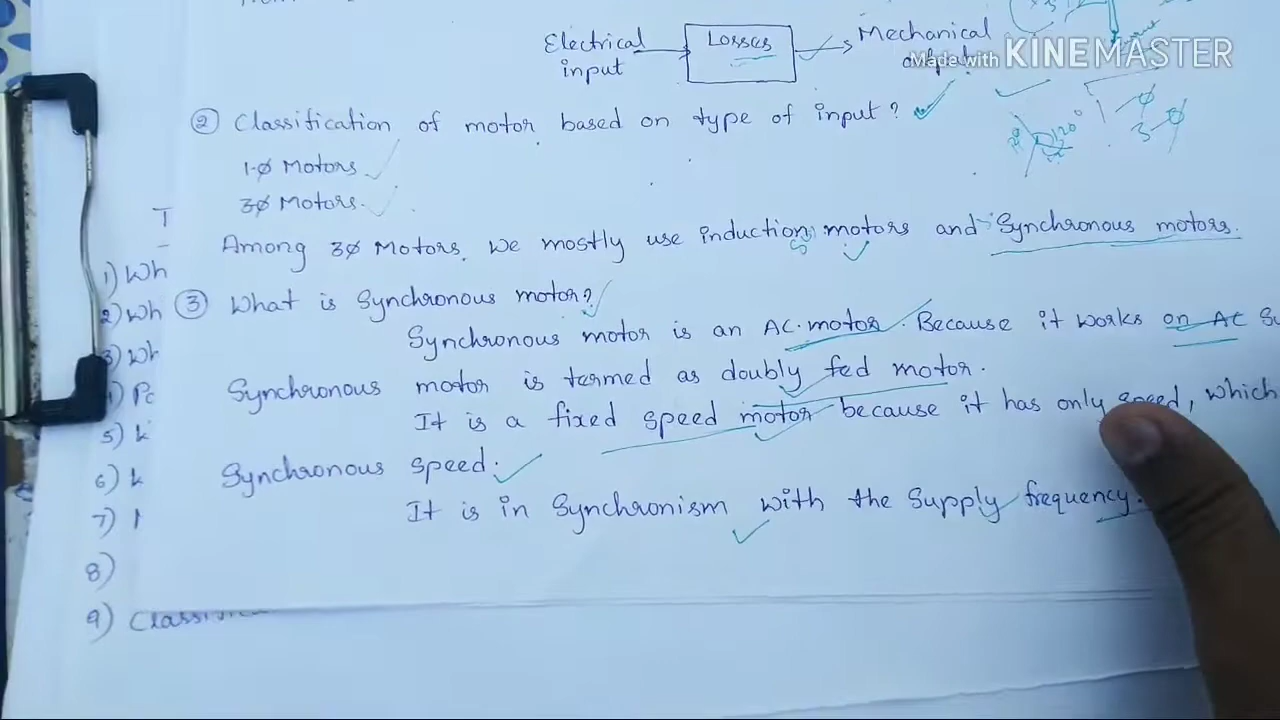 Electrical input
Losses
Mechanical
Made with KINEMASTER
② Classification of motor based on type of input?
1-ø Motors
3ø Motors.
120°
1 ø
3 ø
Among 3ø Motors, we mostly use induction motors and Synchronous motors.
③ What is Synchronous motor?
Synchronous motor is an AC motor. Because it works on AC
Synchronous motor is termed as doubly fed motor.
It is a fixed speed motor because it has only speed, which
Synchronous speed.
It is in Synchronism with the supply frequency.
T
1) Wh
2) Wh
3) Wh
5) k
6) k
7)
8)
9)